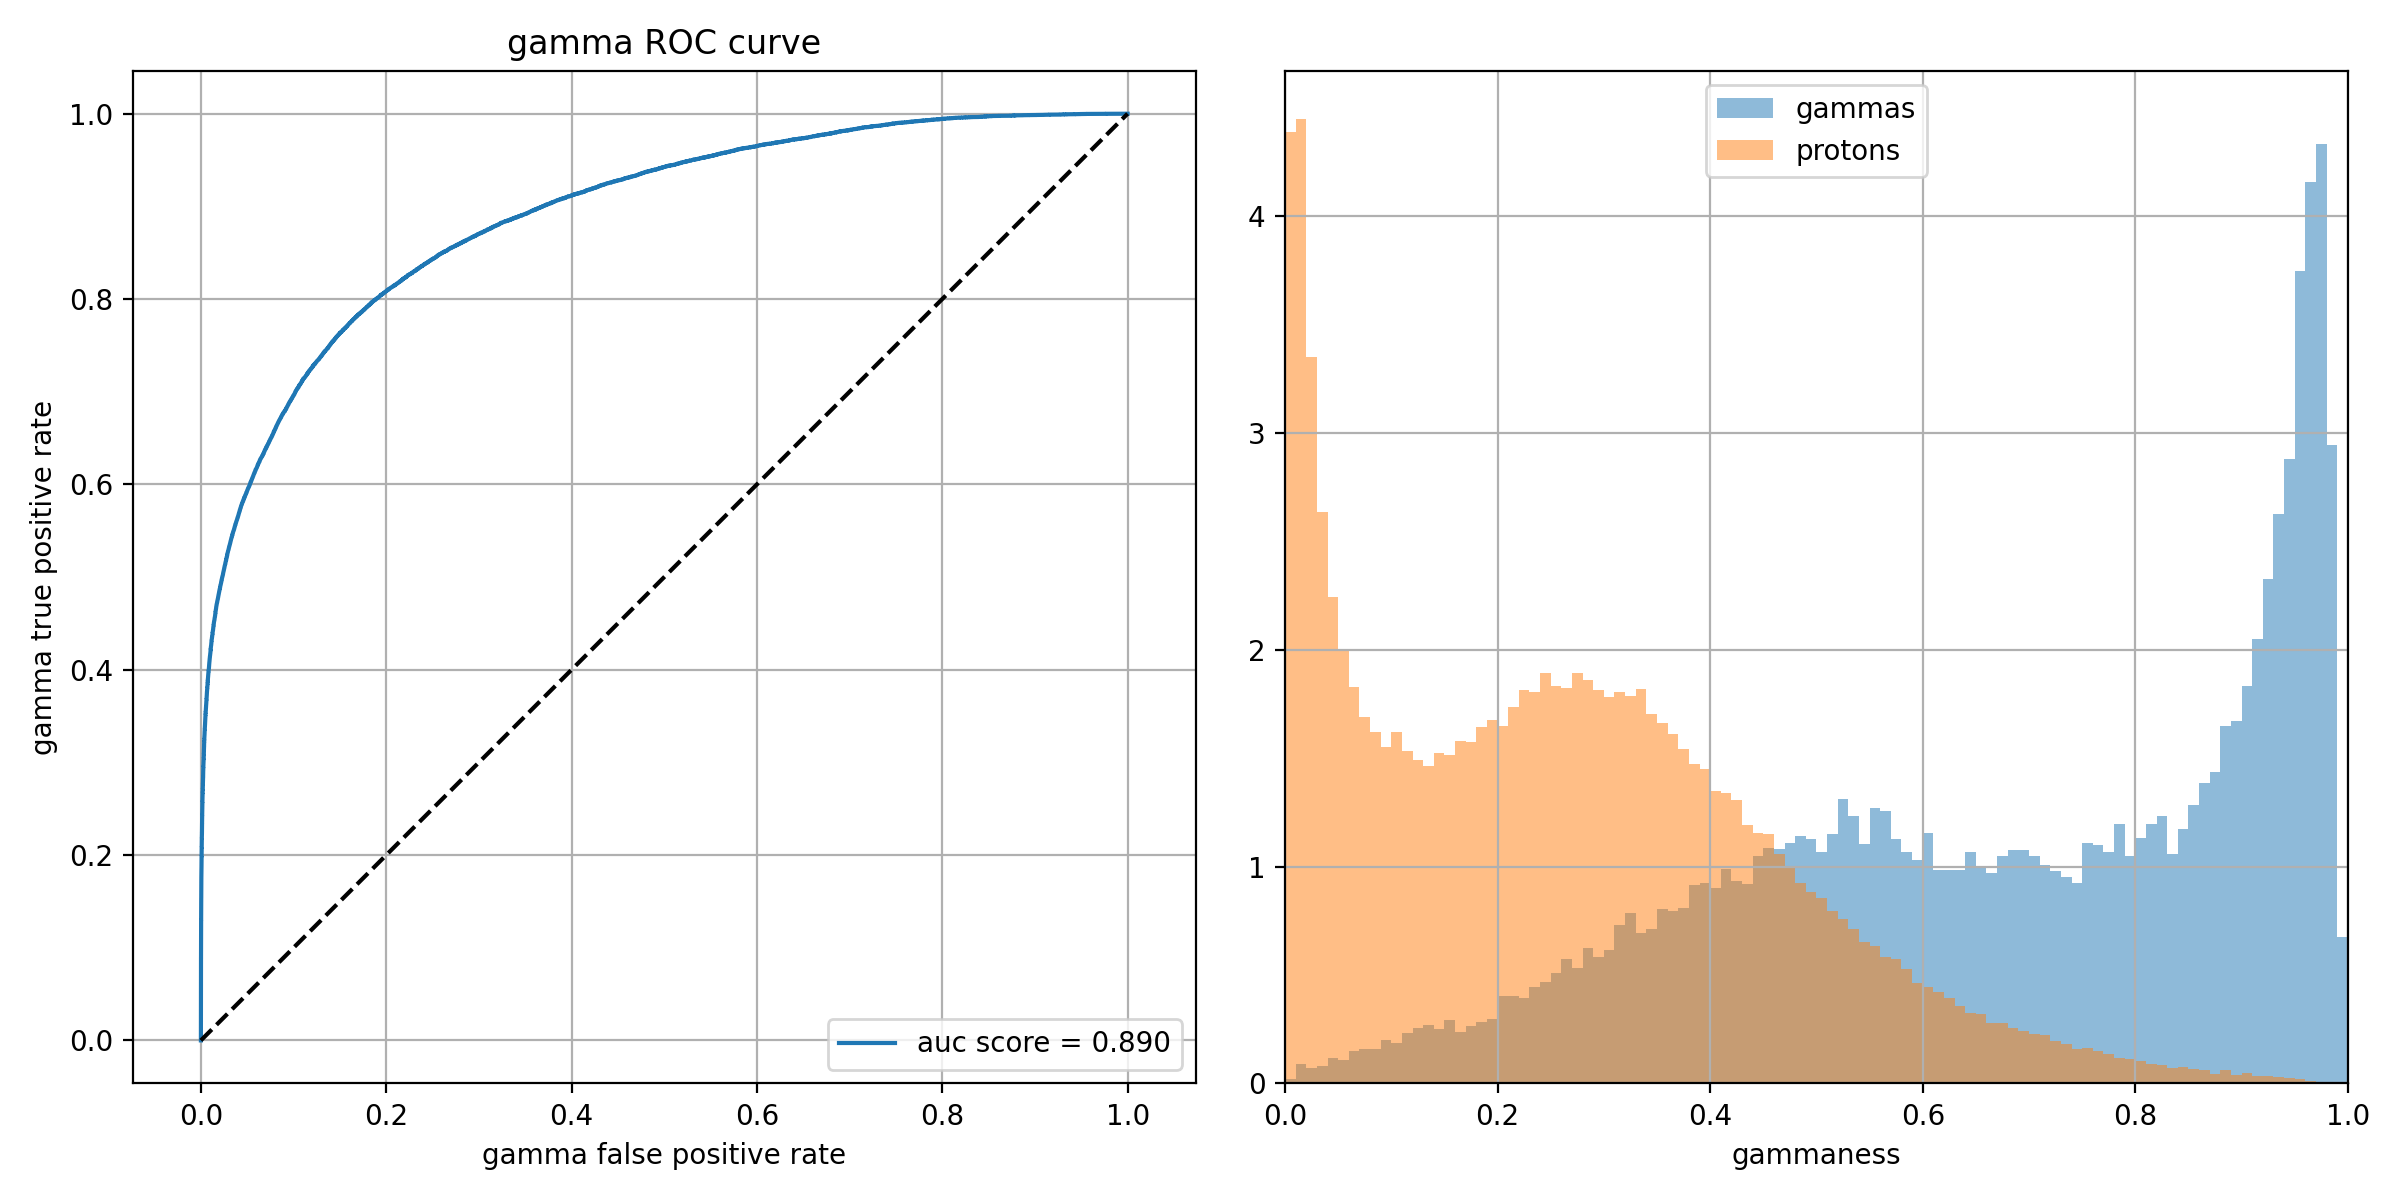 gamma ROC curve
gamma true positive rate
1.0
0.8
0.6
0.4
0.2
0.0
0.0 0.2 0.4 0.6 0.8 1.0
gamma false positive rate
auc score = 0.890
gammas
protons
4
3
2
1
0
0.0 0.2 0.4 0.6 0.8 1.0
gammaness